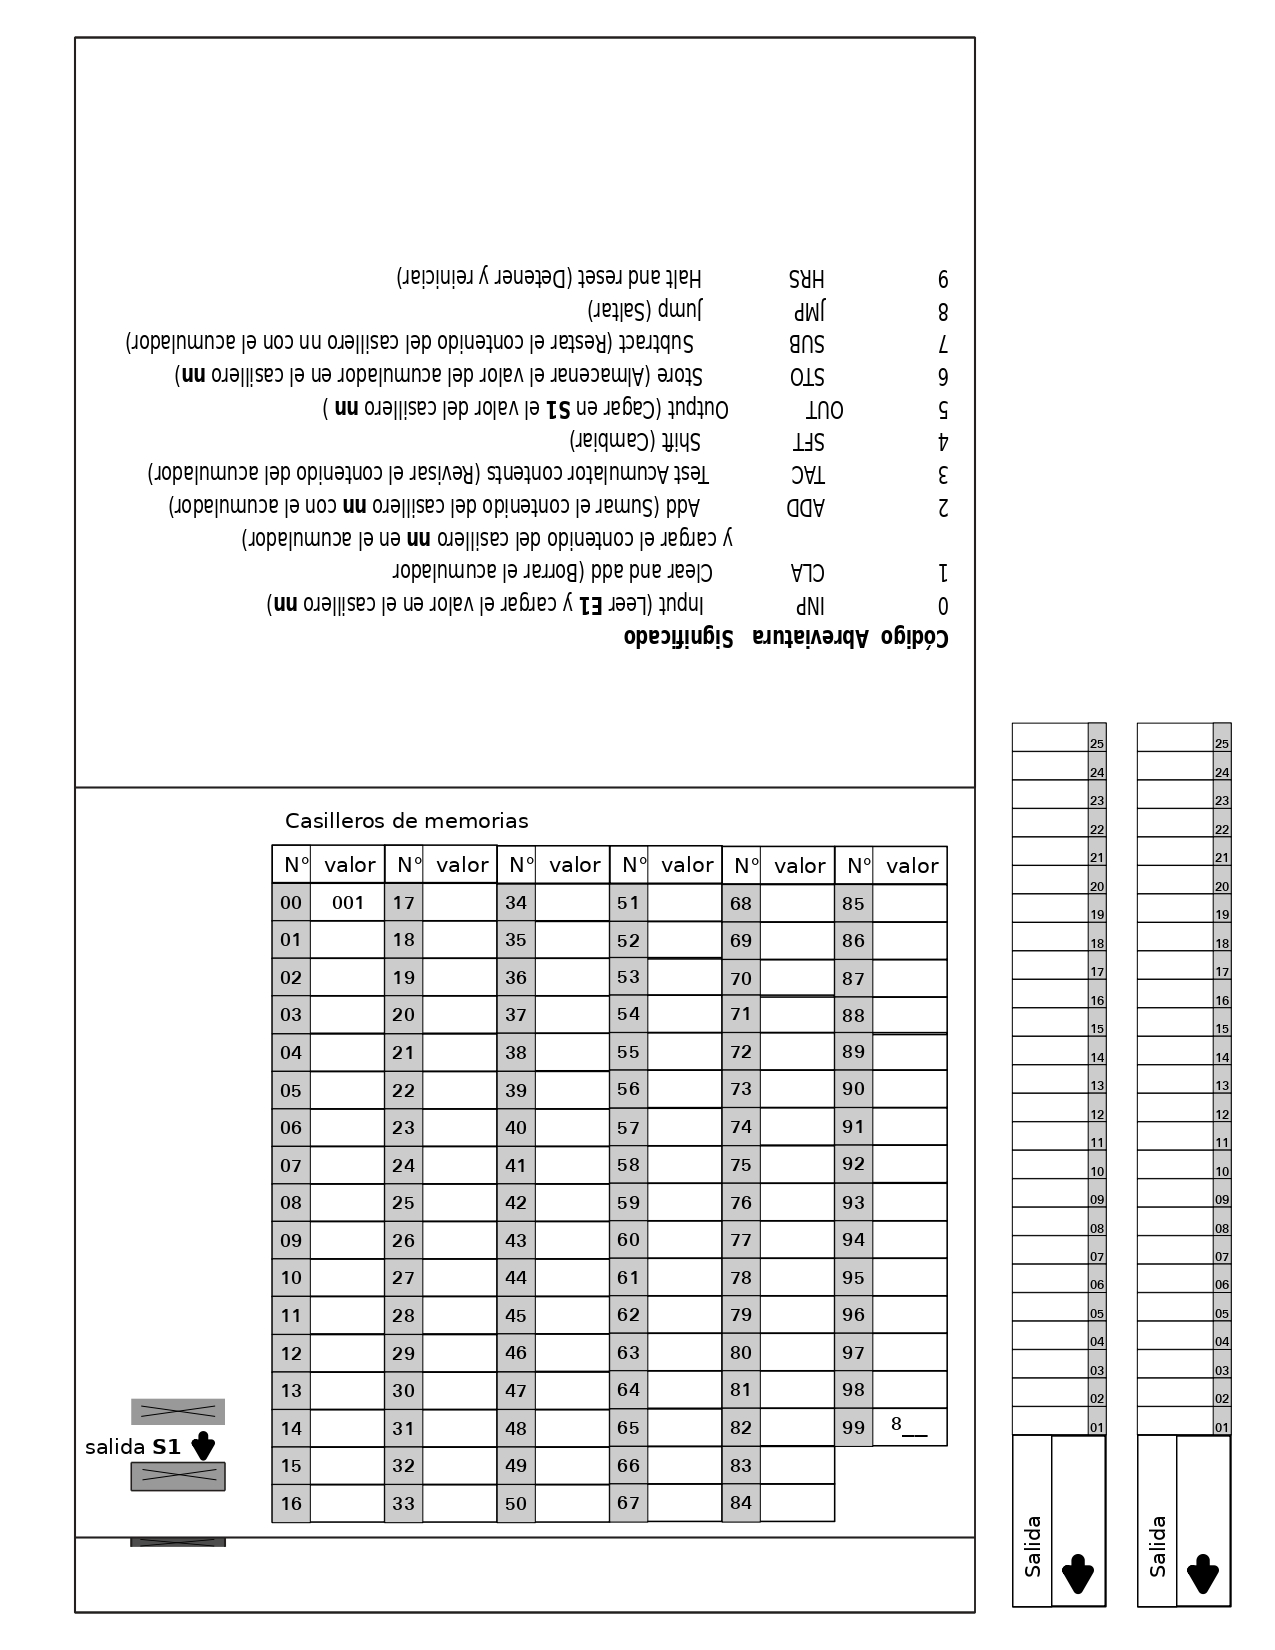 Código Abreviatura Significado
0 INP Input (Leer E1 y cargar el valor en el casillero nn)
1 CLA Clear and add (Borrar el acumulador
y cargar el contenido del casillero nn en el acumulador)
2 ADD Add (Sumar el contenido del casillero nn con el acumulador)
3 TAC Test Acumulator contents (Revisar el contenido del acumulador)
4 SFT Shift (Cambiar)
5 OUT Output (Cagar en S1 el valor del casillero nn )
6 STO Store (Almacenar el valor del acumulador en el casillero nn)
7 SUB Subtract (Restar el contenido del casillero nn con el acumulador)
8 JMP Jump (Saltar)
9 HRS Halt and reset (Detener y reiniciar)
Casilleros de memorias
Nº valor Nº valor Nº valor Nº valor Nº valor Nº valor
00 001 17 34 51 68 85
01 18 35 52 69 86
02 19 36 53 70 87
03 20 37 54 71 88
04 21 38 55 72 89
05 22 39 56 73 90
06 23 40 57 74 91
07 24 41 58 75 92
08 25 42 59 76 93
09 26 43 60 77 94
10 27 44 61 78 95
11 28 45 62 79 96
12 29 46 63 80 97
13 30 47 64 81 98
14 31 48 65 82 99 8__
15 32 49 66 83
16 33 50 67 84
salida S1
25 25
24 24
23 23
22 22
21 21
20 20
19 19
18 18
17 17
16 16
15 15
14 14
13 13
12 12
11 11
10 10
09 09
08 08
07 07
06 06
05 05
04 04
03 03
02 02
01 01
Salida
Salida